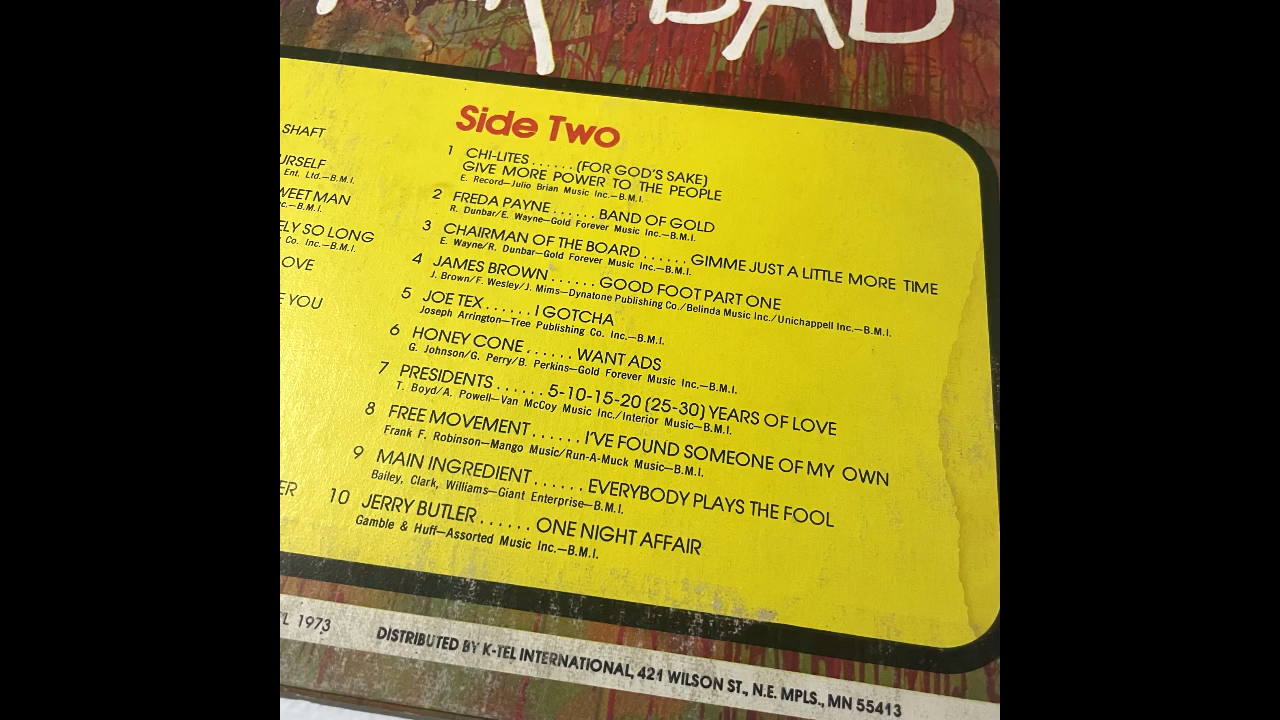 BAD
SHAFT
Ent. Ltd.—B.M.I.
MAN
B.M.I.
SO LONG
Co. Inc.—B.M.I.
YOU
Side Two
1 CHI-LITES . . . . . . (FOR GOD'S SAKE)
GIVE MORE POWER TO THE PEOPLE
E. Record—Julio Brian Music Inc.—B.M.I.
2 FREDA PAYNE . . . . . . BAND OF GOLD
R. Dunbar/E. Wayne—Gold Forever Music Inc.—B.M.I.
3 CHAIRMAN OF THE BOARD . . . . . . GIMME JUST A LITTLE MORE TIME
E. Wayne/R. Dunbar—Gold Forever Music Inc.—B.M.I.
4 JAMES BROWN . . . . . . GOOD FOOT PART ONE
J. Brown/F. Wesley/J. Mims—Dynatone Publishing Co./Belinda Music Inc./Unichappell Inc.—B.M.I.
5 JOE TEX . . . . . . I GOTCHA
Joseph Arrington—Tree Publishing Co. Inc.—B.M.I.
6 HONEY CONE . . . . . . WANT ADS
G. Johnson/G. Perry/B. Perkins—Gold Forever Music Inc.—B.M.I.
7 PRESIDENTS . . . . . . 5-10-15-20 (25-30) YEARS OF LOVE
T. Boyd/A. Powell—Van McCoy Music Inc./Interior Music—B.M.I.
8 FREE MOVEMENT . . . . . . I'VE FOUND SOMEONE OF MY OWN
Frank F. Robinson—Mango Music/Run-A-Muck Music—B.M.I.
9 MAIN INGREDIENT . . . . . . EVERYBODY PLAYS THE FOOL
Bailey, Clark, Williams—Giant Enterprise—B.M.I.
10 JERRY BUTLER . . . . . . ONE NIGHT AFFAIR
Gamble & Huff—Assorted Music Inc.—B.M.I.
1973 DISTRIBUTED BY K-TEL INTERNATIONAL, 421 WILSON ST., N.E. MPLS., MN 55413